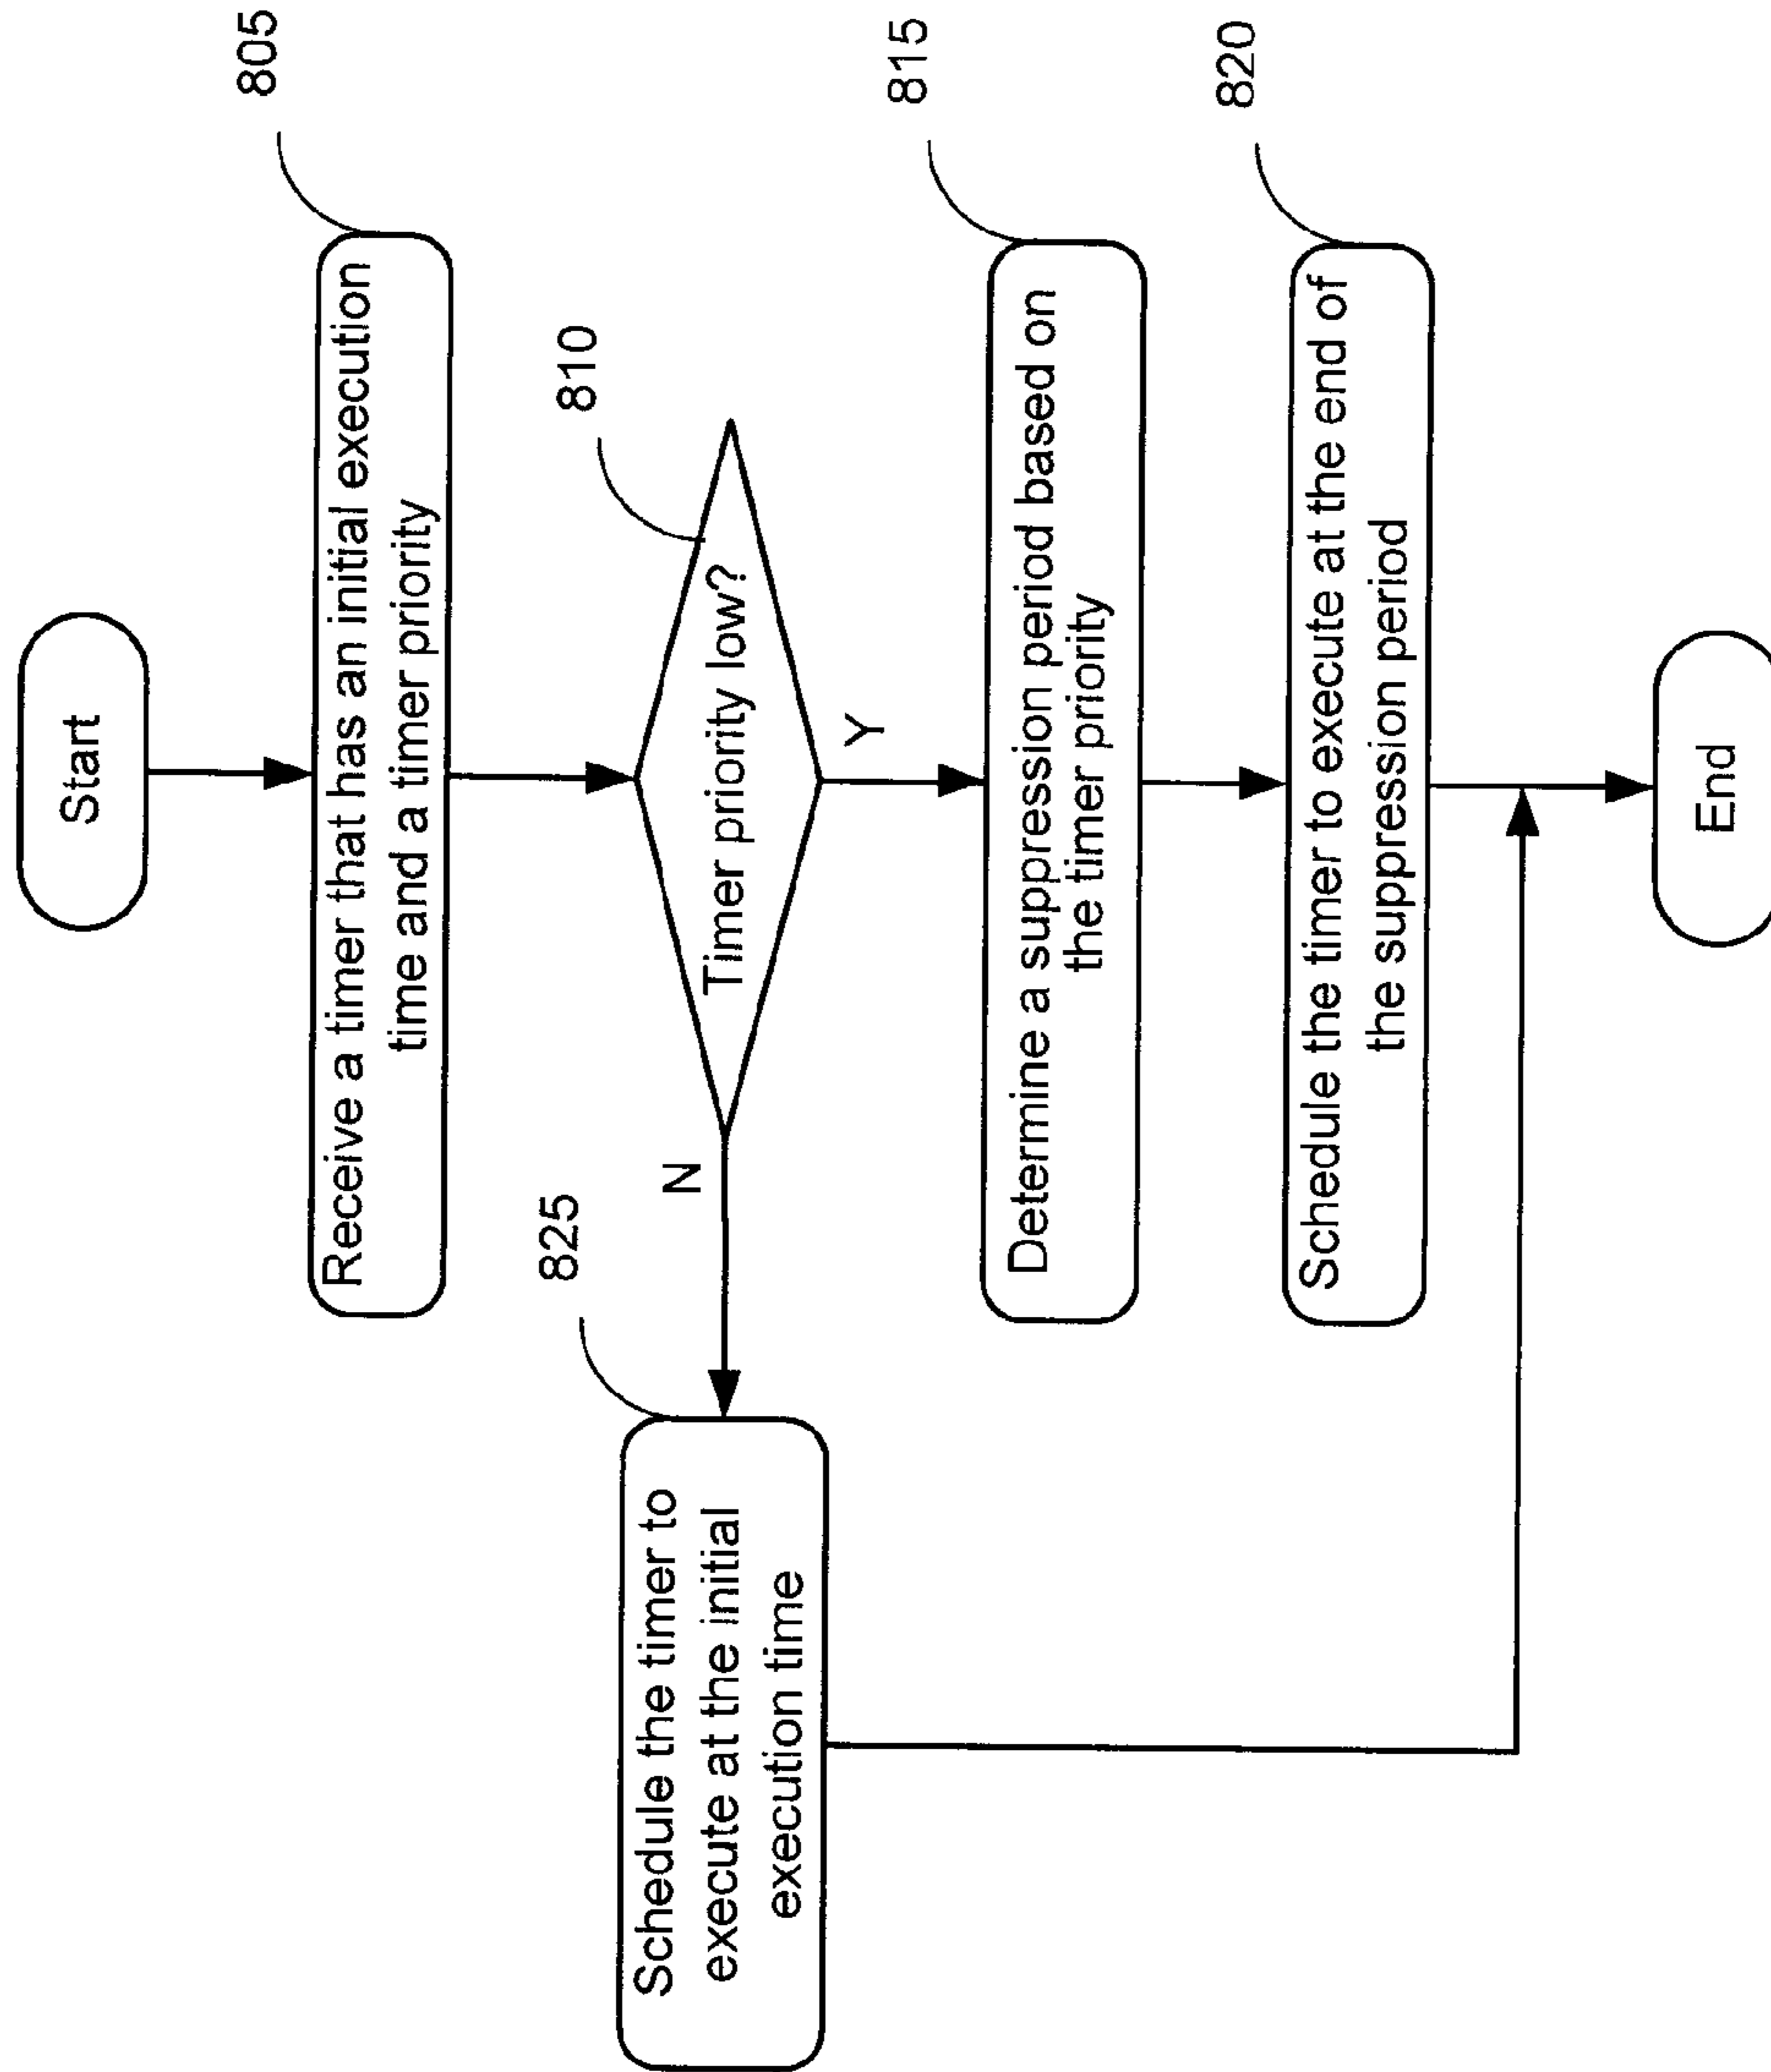 Start
805
Receive a timer that has an initial execution
time and a timer priority
810
Timer priority low?
N
Y
825
Schedule the timer to
execute at the initial
execution time
815
Determine a suppression period based on
the timer priority
820
Schedule the timer to execute at the end of
the suppression period
End